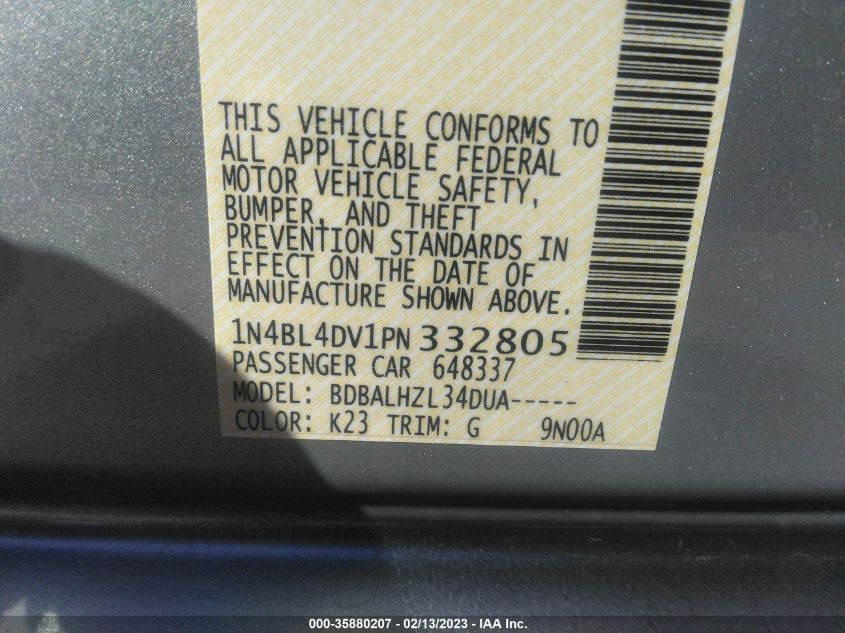 THIS VEHICLE CONFORMS TO
ALL APPLICABLE FEDERAL
MOTOR VEHICLE SAFETY,
BUMPER, AND THEFT
PREVENTION STANDARDS IN
EFFECT ON THE DATE OF
MANUFACTURE SHOWN ABOVE.
1N4BL4DV1PN 332805
PASSENGER CAR 648337
MODEL: BDBALHZL34DUA-----
COLOR: K23 TRIM: G 9N00A
000-35880207 - 02/13/2023 - IAA Inc.